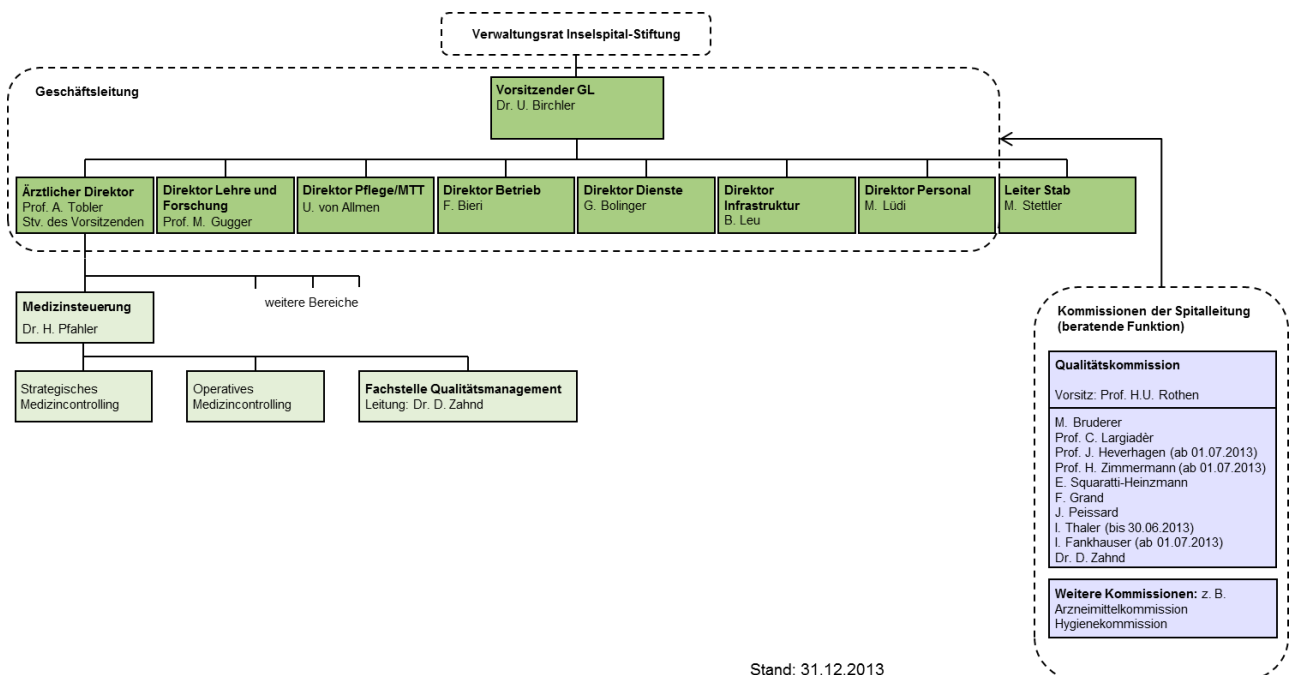 Verwaltungsrat Inselspital-Stiftung
Geschäftsleitung
Vorsitzender GL
Dr. U. Birchler
Ärztlicher Direktor
Prof. A. Tobler
Stv. des Vorsitzenden
Direktor Lehre und
Forschung
Prof. M. Gugger
Direktor Pflege/MTT
U. von Allmen
Direktor Betrieb
F. Bieri
Direktor Dienste
G. Bolinger
Direktor
Infrastruktur
B. Leu
Direktor Personal
M. Lüdi
Leiter Stab
M. Stettler
weitere Bereiche
Medizinsteuerung
Dr. H. Pfahler
Strategisches
Medizincontrolling
Operatives
Medizincontrolling
Fachstelle Qualitätsmanagement
Leitung: Dr. D. Zahnd
Kommissionen der Spitalleitung
(beratende Funktion)
Qualitätskommission
Vorsitz: Prof. H.U. Rothen
M. Bruderer
Prof. C. Largiadèr
Prof. J. Heverhagen (ab 01.07.2013)
Prof. H. Zimmermann (ab 01.07.2013)
E. Squaratti-Heinzmann
F. Grand
J. Peissard
I. Thaler (bis 30.06.2013)
I. Fankhauser (ab 01.07.2013)
Dr. D. Zahnd
Weitere Kommissionen: z. B.
Arzneimittelkommission
Hygienekommission
Stand: 31.12.2013